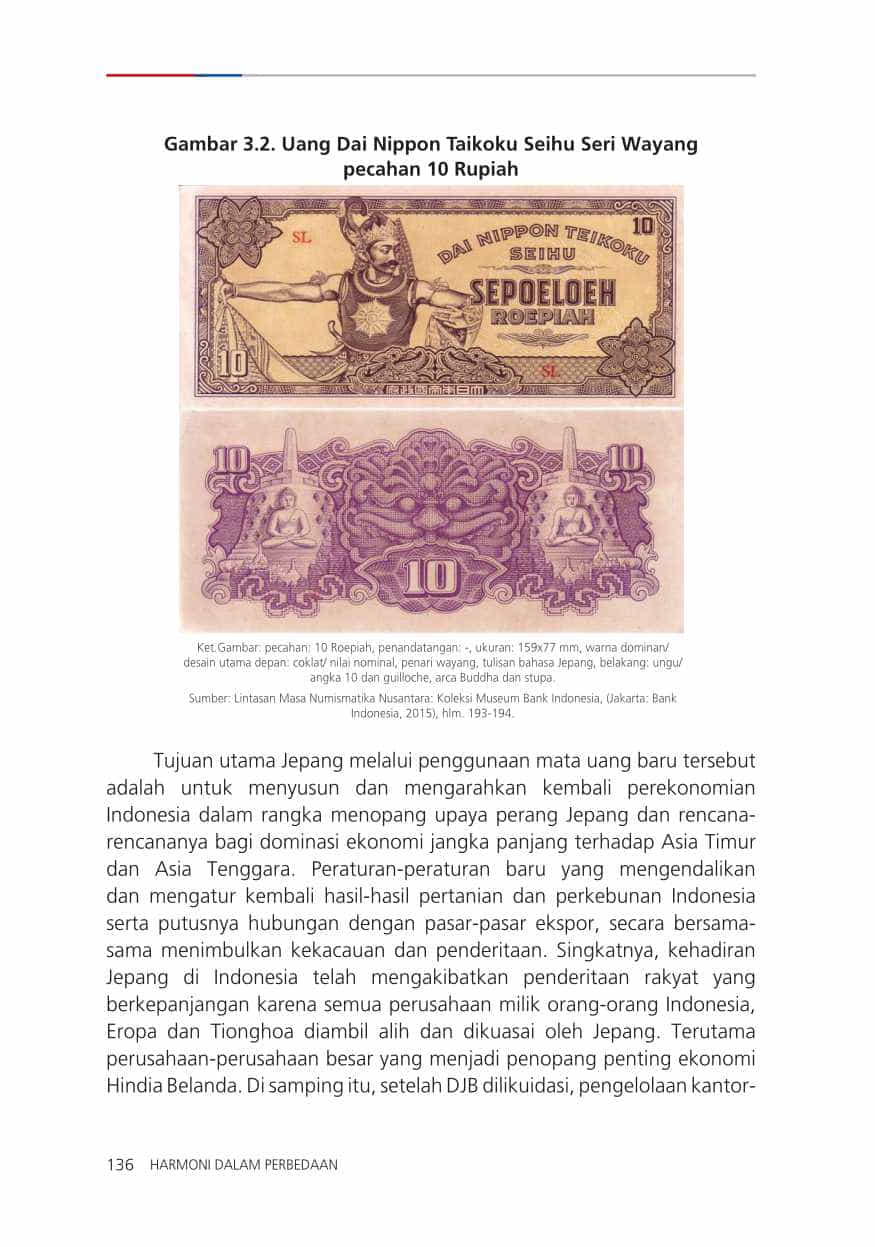 Gambar 3.2. Uang Dai Nippon Taikoku Seihu Seri Wayang
pecahan 10 Rupiah
SL
10
DAI NIPPON TEIKOKU
SEIHU
SEPOELOEH
ROEPIAH
10
SL
府政國帝本日大
10
10
10
Ket.Gambar: pecahan: 10 Roepiah, penandatangan: -, ukuran: 159x77 mm, warna dominan/
desain utama depan: coklat/ nilai nominal, penari wayang, tulisan bahasa Jepang, belakang: ungu/
angka 10 dan guilloche, arca Buddha dan stupa.
Sumber: Lintasan Masa Numismatika Nusantara: Koleksi Museum Bank Indonesia, (Jakarta: Bank
Indonesia, 2015), hlm. 193-194.
Tujuan utama Jepang melalui penggunaan mata uang baru tersebut
adalah untuk menyusun dan mengarahkan kembali perekonomian
Indonesia dalam rangka menopang upaya perang Jepang dan rencana-
rencananya bagi dominasi ekonomi jangka panjang terhadap Asia Timur
dan Asia Tenggara. Peraturan-peraturan baru yang mengendalikan
dan mengatur kembali hasil-hasil pertanian dan perkebunan Indonesia
serta putusnya hubungan dengan pasar-pasar ekspor, secara bersama-
sama menimbulkan kekacauan dan penderitaan. Singkatnya, kehadiran
Jepang di Indonesia telah mengakibatkan penderitaan rakyat yang
berkepanjangan karena semua perusahaan milik orang-orang Indonesia,
Eropa dan Tionghoa diambil alih dan dikuasai oleh Jepang. Terutama
perusahaan-perusahaan besar yang menjadi penopang penting ekonomi
Hindia Belanda. Di samping itu, setelah DJB dilikuidasi, pengelolaan kantor-
136 HARMONI DALAM PERBEDAAN